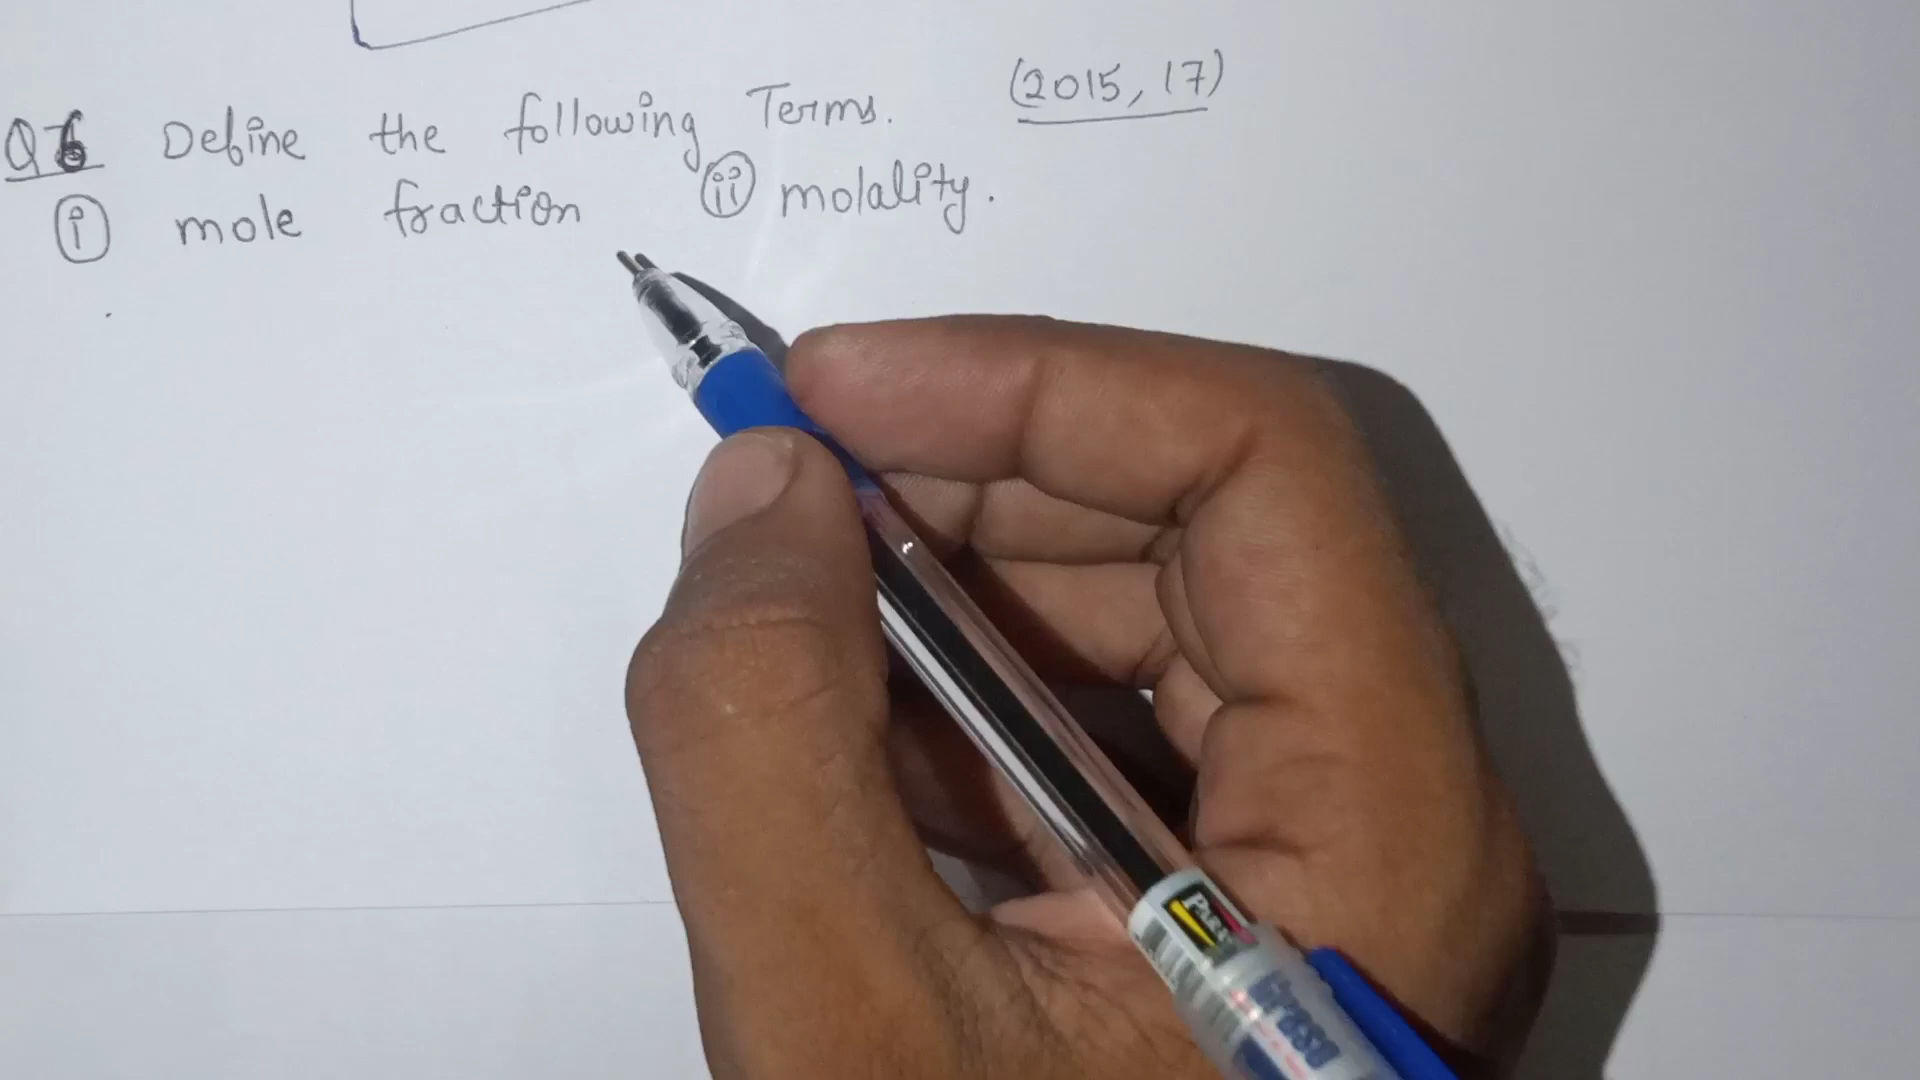 Q6 Define the following Terms. (2015, 17)
(i) mole fraction (ii) molality.